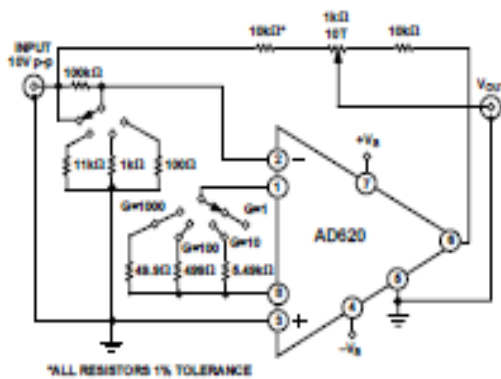 INPUT
10V p-p
100kΩ
10kΩ*
1kΩ
10T
10kΩ
VOUT
11kΩ
1kΩ
100Ω
G=1000
G=100
G=10
G=1
49.9Ω
499Ω
5.49kΩ
2
1
8
3
−
+
AD620
+VS
7
6
5
4
−VS
*ALL RESISTORS 1% TOLERANCE